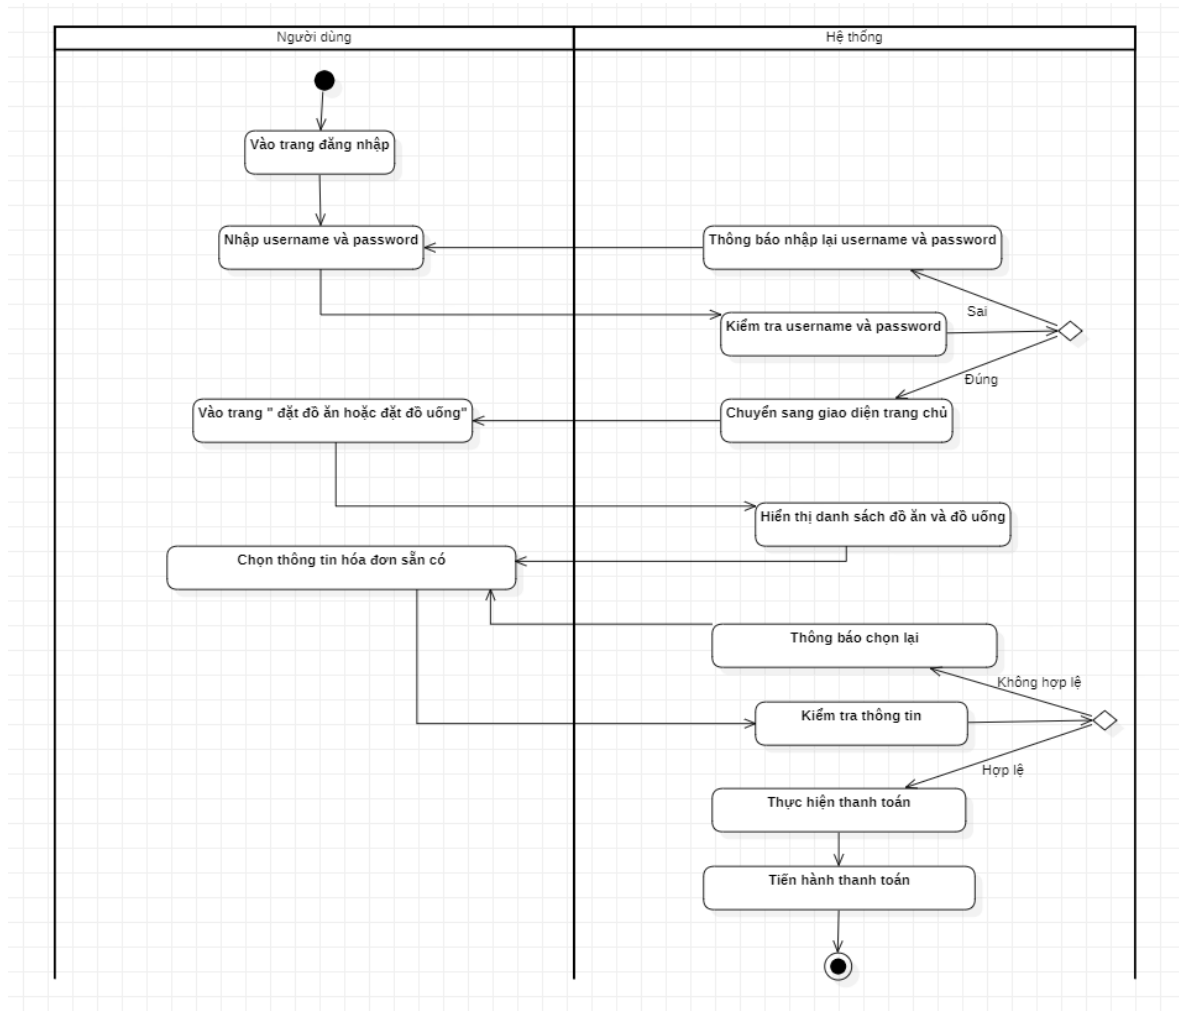 Người dùng
Hệ thống
Vào trang đăng nhập
Nhập username và password
Thông báo nhập lại username và password
Sai
Kiểm tra username và password
Đúng
Vào trang " đặt đồ ăn hoặc đặt đồ uống"
Chuyển sang giao diện trang chủ
Hiển thị danh sách đồ ăn và đồ uống
Chọn thông tin hóa đơn sẵn có
Thông báo chọn lại
Không hợp lệ
Kiểm tra thông tin
Hợp lệ
Thực hiện thanh toán
Tiến hành thanh toán